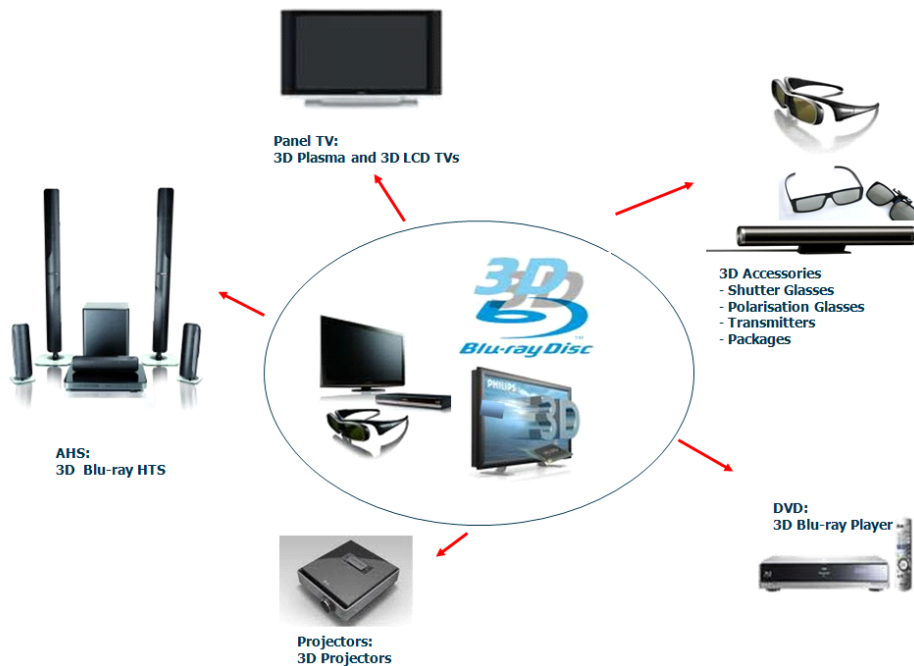 Panel TV:
3D Plasma and 3D LCD TVs
3D Accessories
- Shutter Glasses
- Polarisation Glasses
- Transmitters
- Packages
3D
Blu-ray Disc
TM
PHILIPS
3D
AHS:
3D Blu-ray HTS
DVD:
3D Blu-ray Player
Projectors:
3D Projectors